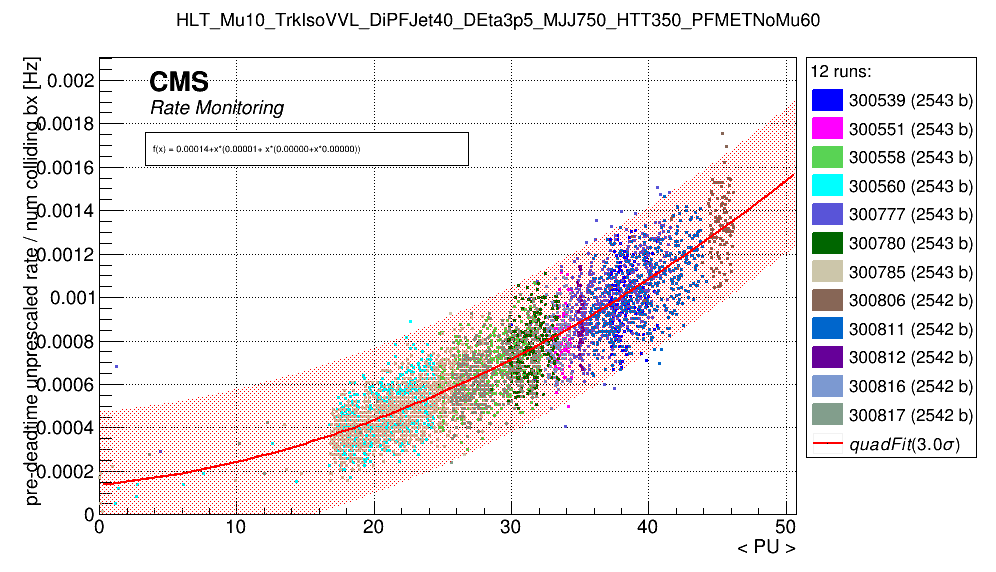 HLT_Mu10_TrkIsoVVL_DiPFJet40_DEta3p5_MJJ750_HTT350_PFMETNoMu60
pre-deadtime unprescaled rate / num colliding bx [Hz]
0.002
0.0018
0.0016
0.0014
0.0012
0.001
0.0008
0.0006
0.0004
0.0002
0
CMS
Rate Monitoring
f(x) = 0.00014+x*(0.00001+ x*(0.00000+x*0.00000))
0 10 20 30 40 50
< PU >
12 runs:
300539 (2543 b)
300551 (2543 b)
300558 (2543 b)
300560 (2543 b)
300777 (2543 b)
300780 (2543 b)
300785 (2543 b)
300806 (2542 b)
300811 (2542 b)
300812 (2542 b)
300816 (2542 b)
300817 (2542 b)
quadFit(3.0σ)